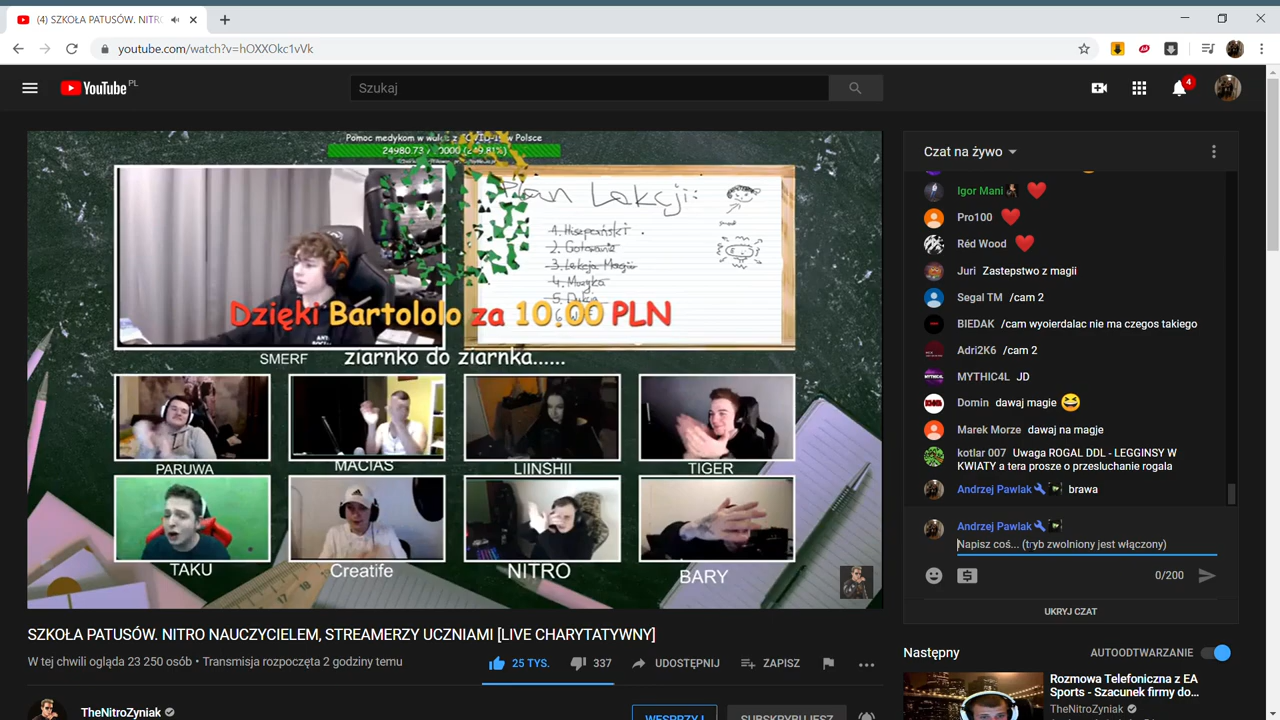 (4) SZKOŁA PATUSÓW. NITRO
youtube.com/watch?v=hOXXOkc1vVk
YouTube PL
Szukaj
4
Pomoc medykom w walce z COVID-19 w Polsce
Plan Lekcji:
1. Hiszpański
2. Gotowanie
3. Lekcja Magii
4. Muzyka
5.
Dzięki Bartololo za 10.00 PLN
ziarnko do ziarnka......
SMERF
PARUWA
MACIAS
LIINSHII
TIGER
TAKU
Creatife
NITRO
BARY
SZKOŁA PATUSÓW. NITRO NAUCZYCIELEM, STREAMERZY UCZNIAMI [LIVE CHARYTATYWNY]
W tej chwili ogląda 23 250 osób • Transmisja rozpoczęta 2 godziny temu
25 TYS.
337
UDOSTĘPNIJ
ZAPISZ
TheNitroZyniak
WESPRZYJ
SUBSKRYBUJESZ
Czat na żywo
Igor Mani
Pro100
Réd Wood
Juri Zastepstwo z magii
Segal TM /cam 2
BIEDAK /cam wyoierdalac nie ma czegos takiego
Adri2K6 /cam 2
MYTHIC4L JD
Domin dawaj magie
Marek Morze dawaj na magje
kotlar 007 Uwaga ROGAL DDL - LEGGINSY W
KWIATY a tera prosze o przesluchanie rogala
Andrzej Pawlak brawa
Andrzej Pawlak
Napisz coś... (tryb zwolniony jest włączony)
0/200
UKRYJ CZAT
Następny
AUTOODTWARZANIE
Rozmowa Telefoniczna z EA
Sports - Szacunek firmy do...
TheNitroZyniak